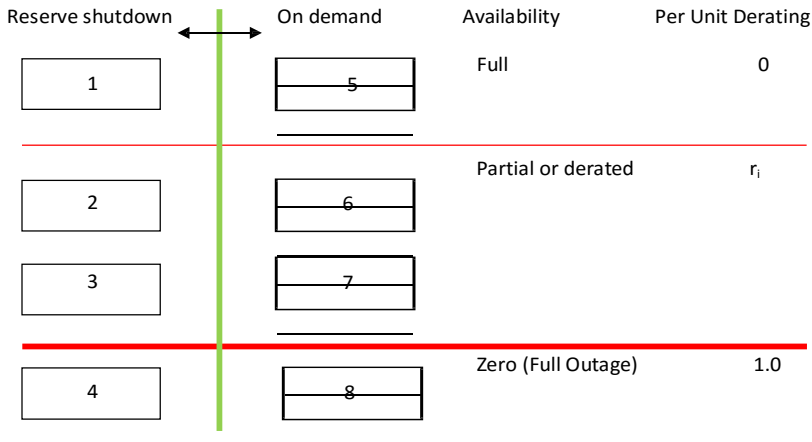 Reserve shutdown On demand Availability Per Unit Derating
1 5 Full 0
Partial or derated rᵢ
2 6
3 7
Zero (Full Outage) 1.0
4 8